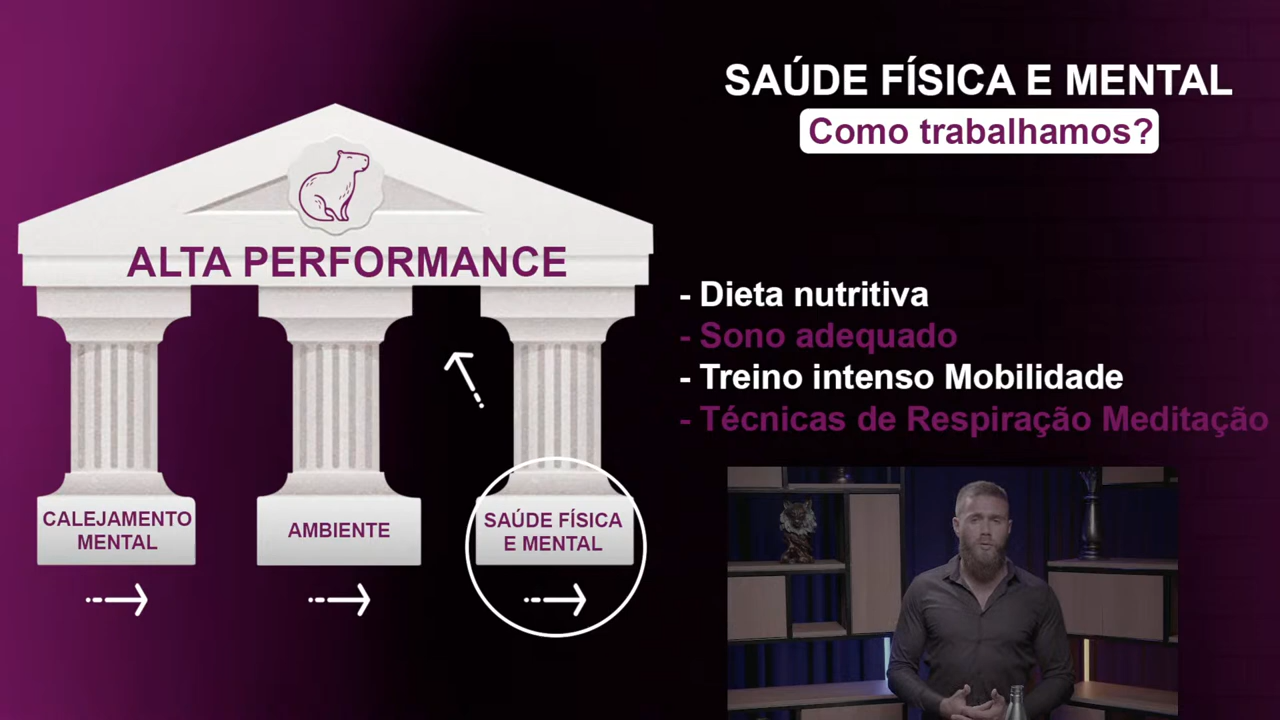 SAÚDE FÍSICA E MENTAL
Como trabalhamos?
ALTA PERFORMANCE
- Dieta nutritiva
- Sono adequado
- Treino intenso Mobilidade
- Técnicas de Respiração Meditação
CALEJAMENTO
MENTAL
AMBIENTE
SAÚDE FÍSICA
E MENTAL